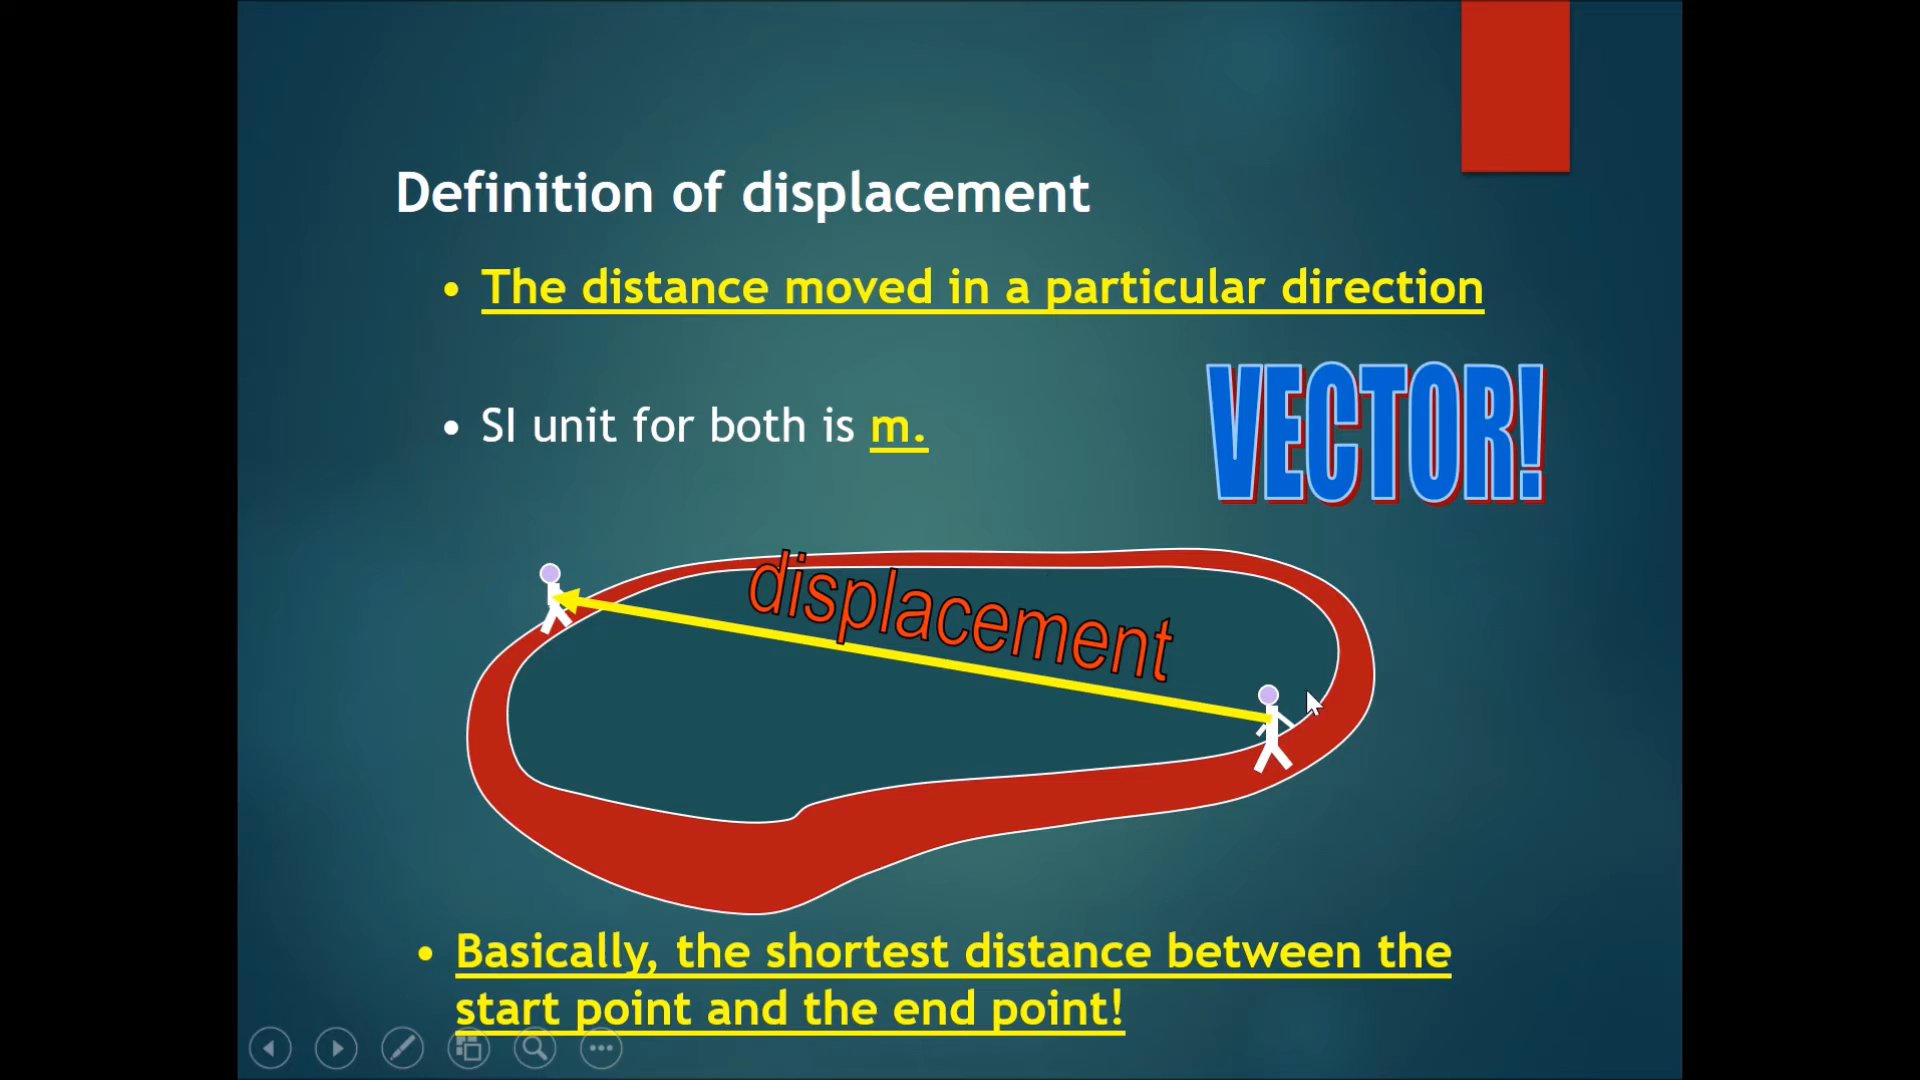 Definition of displacement
• The distance moved in a particular direction
VECTOR!
• SI unit for both is m.
displacement
• Basically, the shortest distance between the
start point and the end point!